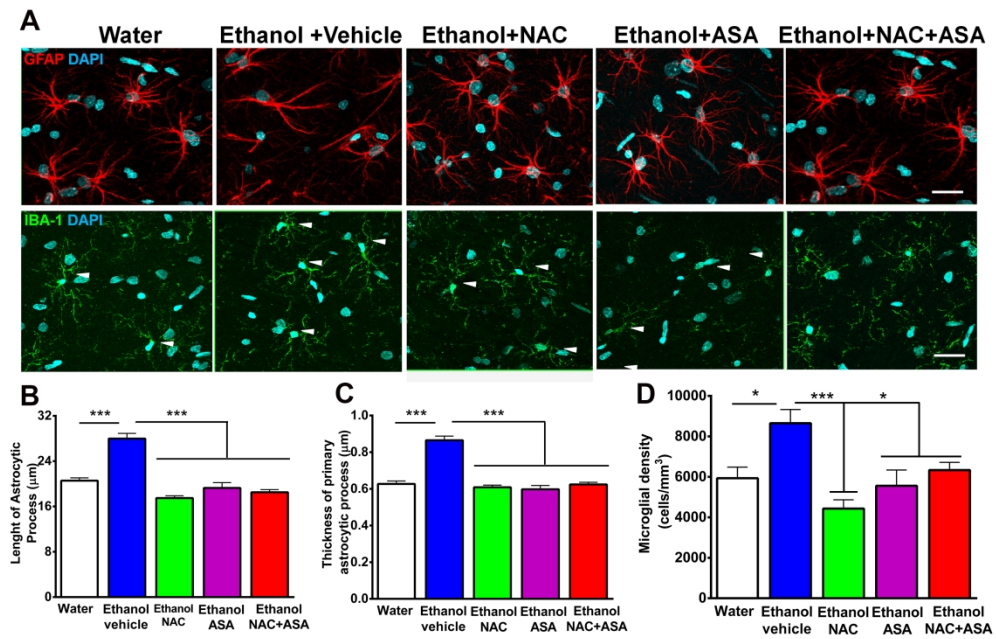 A
Water
Ethanol +Vehicle
Ethanol+NAC
Ethanol+ASA
Ethanol+NAC+ASA
GFAP DAPI
IBA-1 DAPI
B
Lenght of Astrocytic
Process (µm)
32
24
16
8
0
***
***
Water
Ethanol
vehicle
Ethanol
NAC
Ethanol
ASA
Ethanol
NAC+ASA
C
Thickness of primary
astrocytic process (µm)
1.0
0.8
0.6
0.4
0.2
0.0
***
***
Water
Ethanol
vehicle
Ethanol
NAC
Ethanol
ASA
Ethanol
NAC+ASA
D
Microglial density
(cells/mm³)
10000
8000
6000
4000
2000
0
*
***
*
Water
Ethanol
vehicle
Ethanol
NAC
Ethanol
ASA
Ethanol
NAC+ASA